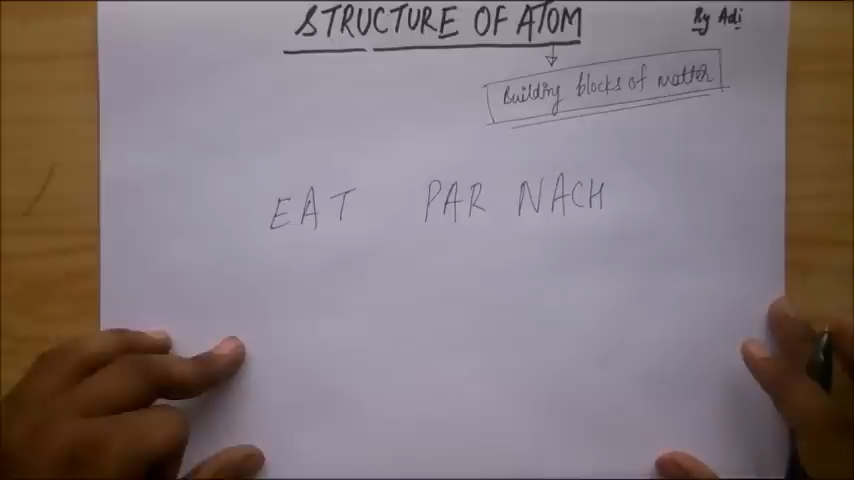 STRUCTURE OF ATOM
By Adi
Building blocks of matter
EAT PAR NACH